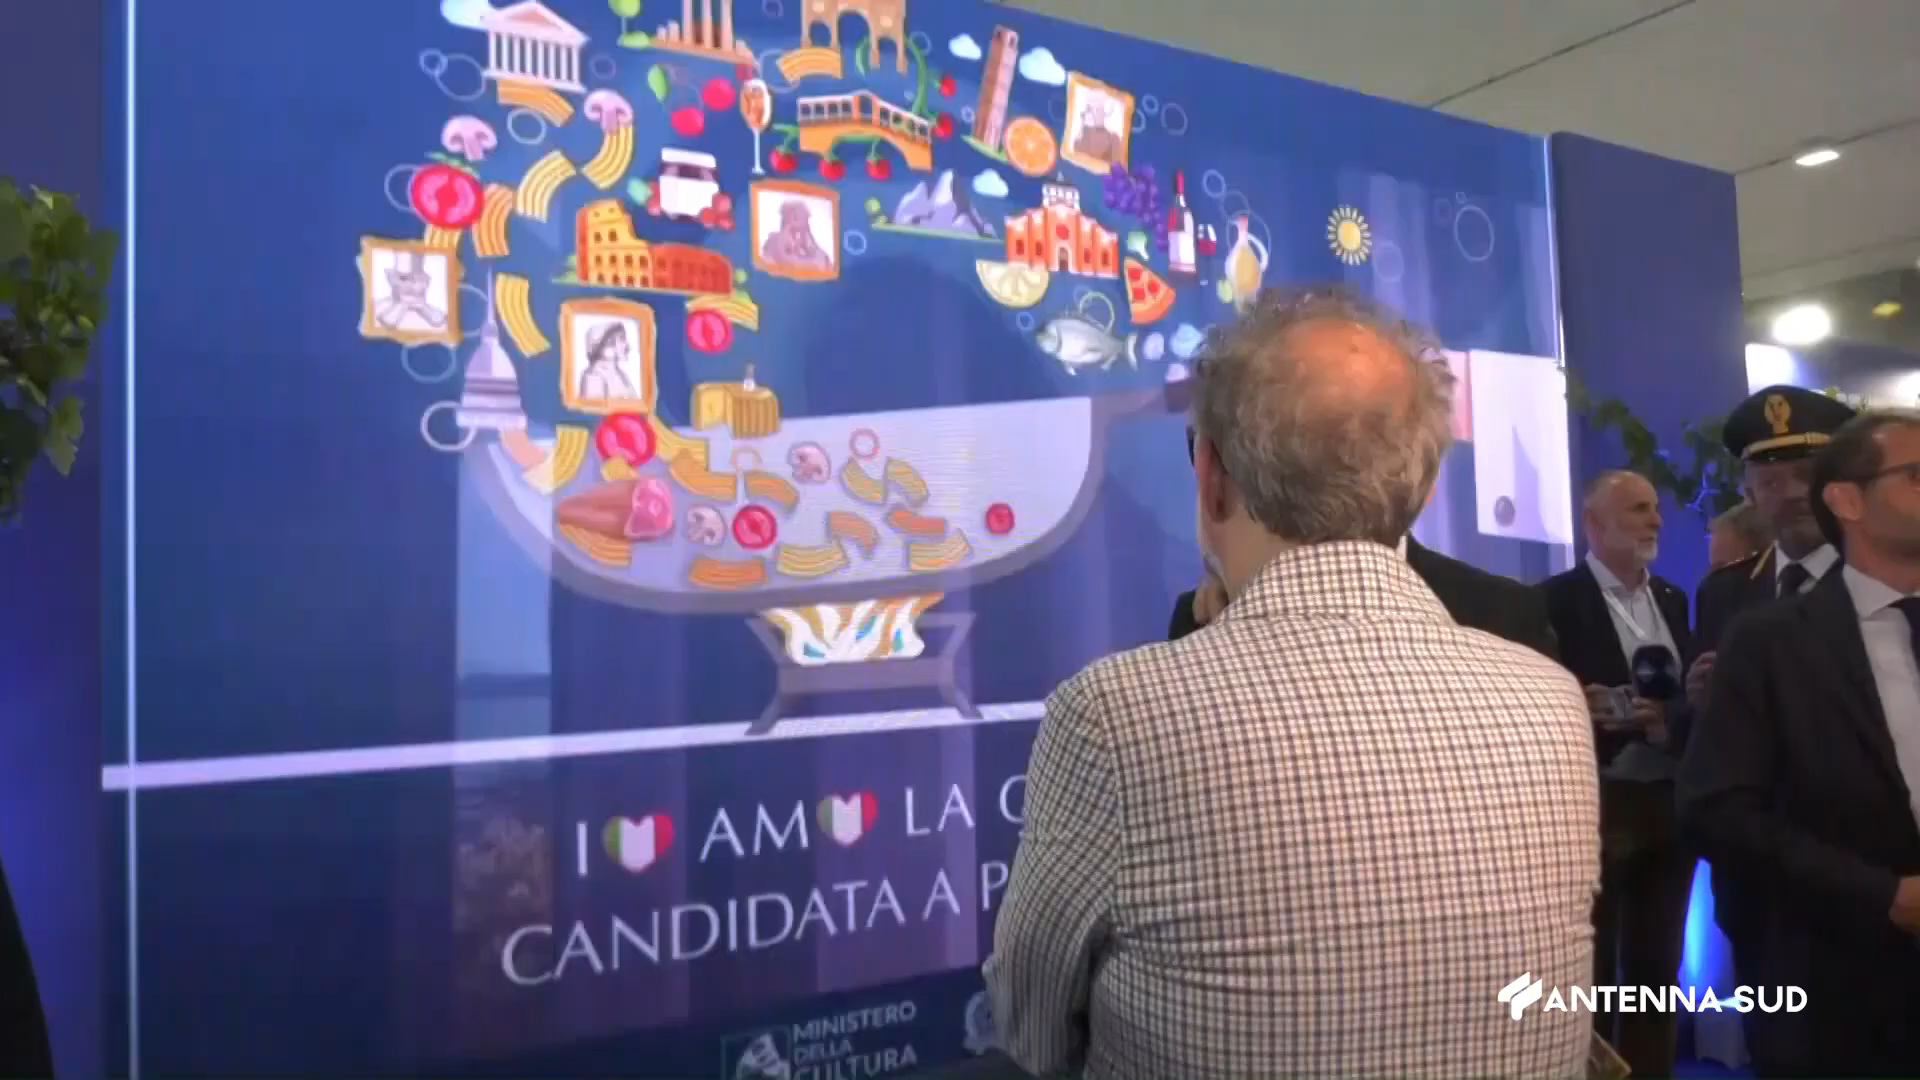 I AM LA
CANDIDATA A P
MINISTERO
DELLA
CULTURA
ANTENNA SUD